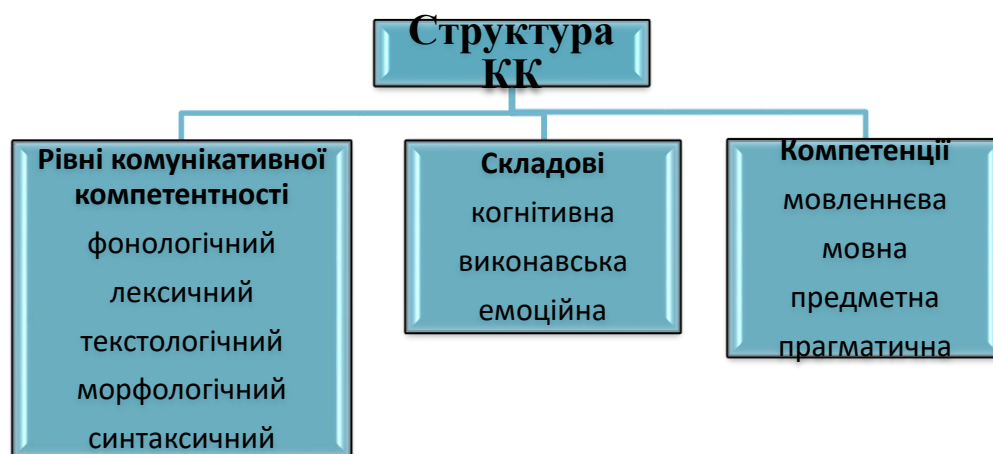 Структура
КК
Рівні комунікативної
компетентності
фонологічний
лексичний
текстологічний
морфологічний
синтаксичний
Складові
когнітивна
виконавська
емоційна
Компетенції
мовленнєва
мовна
предметна
прагматична